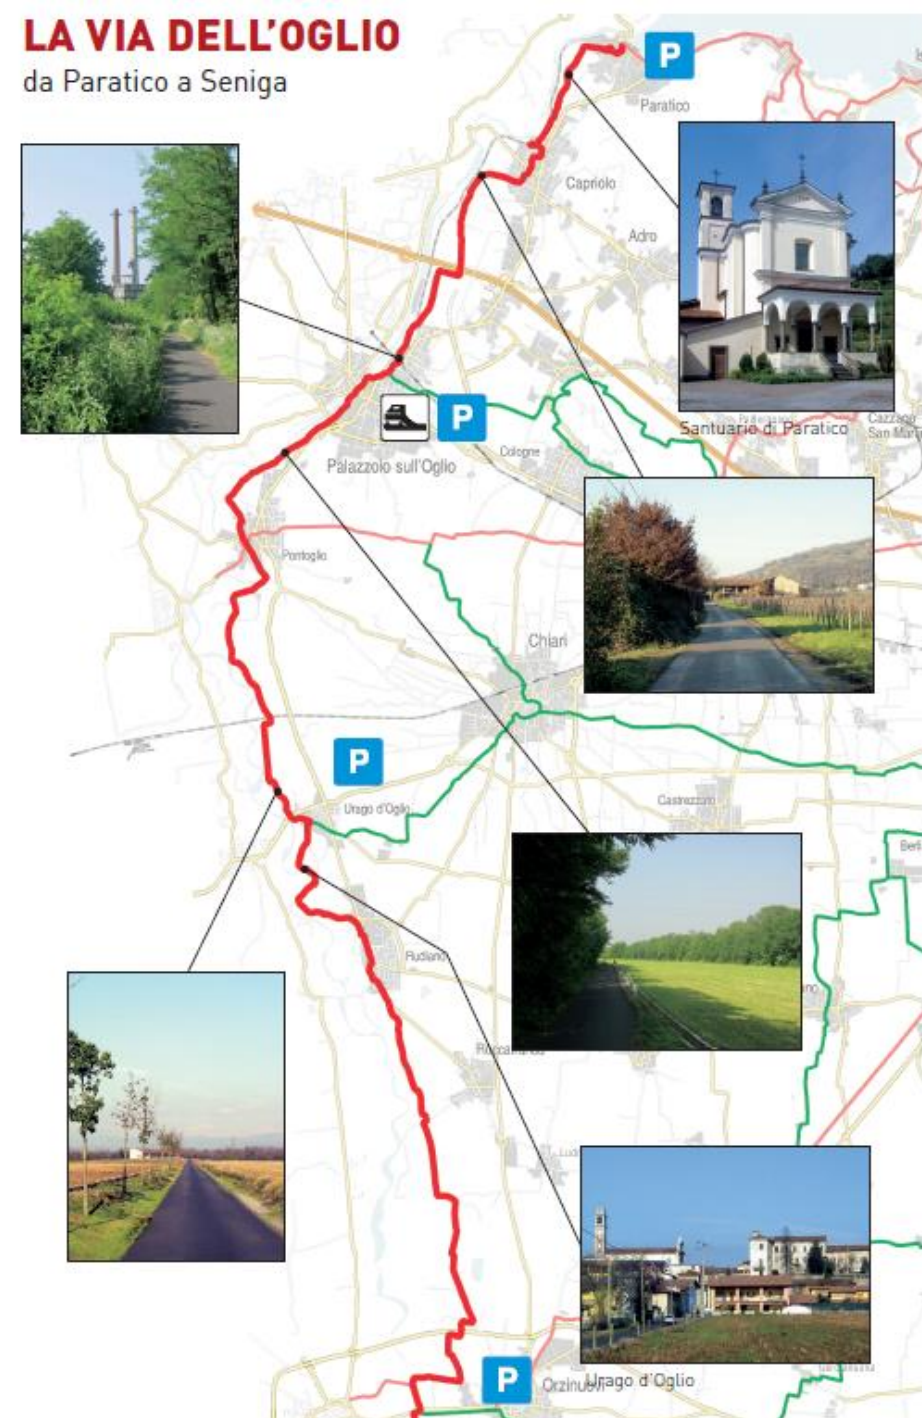 LA VIA DELL'OGLIO
da Paratico a Seniga
P
Paratico
Capriolo
Adro
Santuario di Paratico
P
Cologne
Palazzolo sull'Oglio
Pontoglio
Chiari
P
Urago d'Oglio
Castrezzato
Rudiano
P
Orzinuovi
Urago d'Oglio